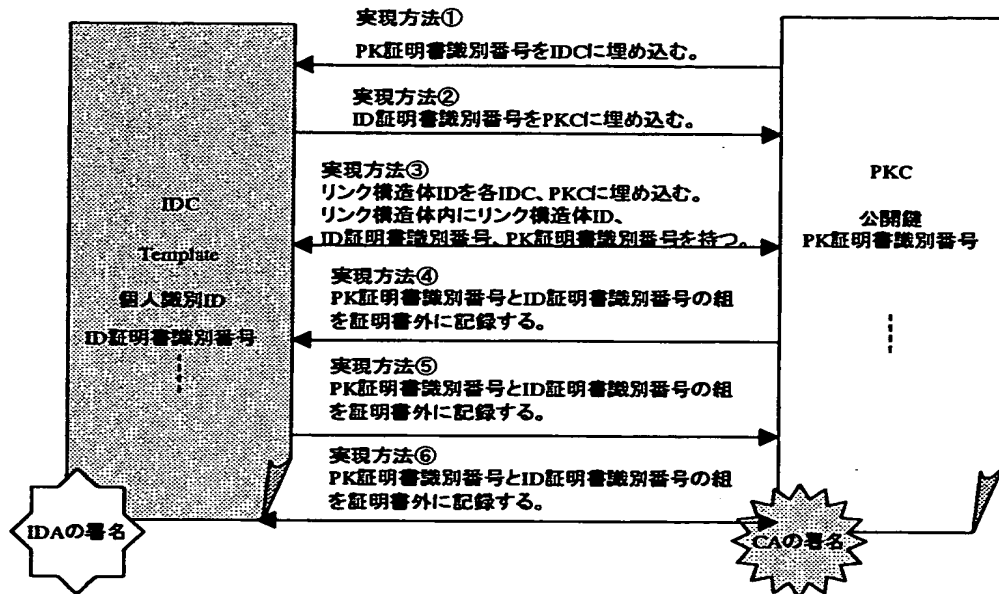 実現方法①
PK証明書識別番号をIDCに埋め込む。
実現方法②
ID証明書識別番号をPKCに埋め込む。
実現方法③
リンク構造体IDを各IDC、PKCに埋め込む。
リンク構造体内にリンク構造体ID、
ID証明書識別番号、PK証明書識別番号を持つ。
実現方法④
PK証明書識別番号とID証明書識別番号の組
を証明書外に記録する。
実現方法⑤
PK証明書識別番号とID証明書識別番号の組
を証明書外に記録する。
実現方法⑥
PK証明書識別番号とID証明書識別番号の組
を証明書外に記録する。
IDC
Template
個人識別ID
ID証明書識別番号
IDAの署名
PKC
公開鍵
PK証明書識別番号
CAの署名